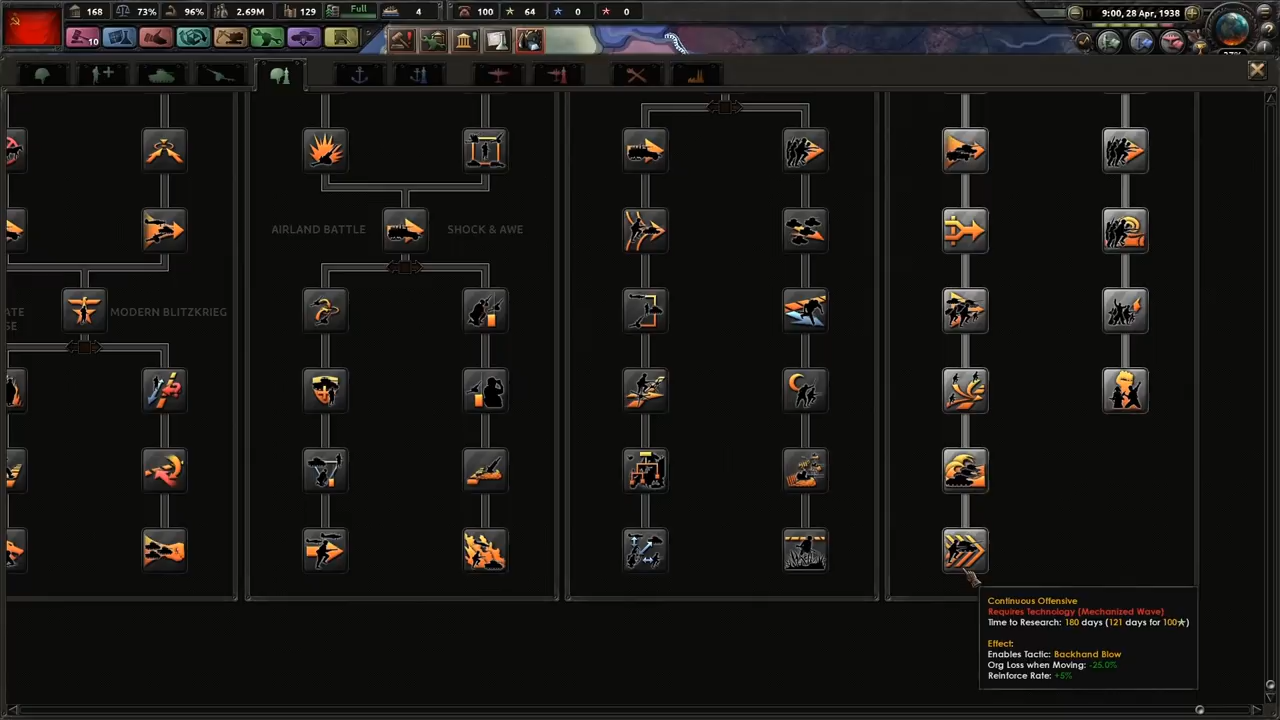 168 73% 96% 2.69M 129 Full 4 100 64 0 0 9:00, 28 Apr, 1938
10
AIRLAND BATTLE SHOCK & AWE
ATE MODERN BLITZKRIEG
GE
Continuous Offensive
Requires Technology (Mechanized Wave)
Time to Research: 180 days (121 days for 100★)
Effect:
Enables Tactic: Backhand Blow
Org Loss when Moving: -25.0%
Reinforce Rate: +5%